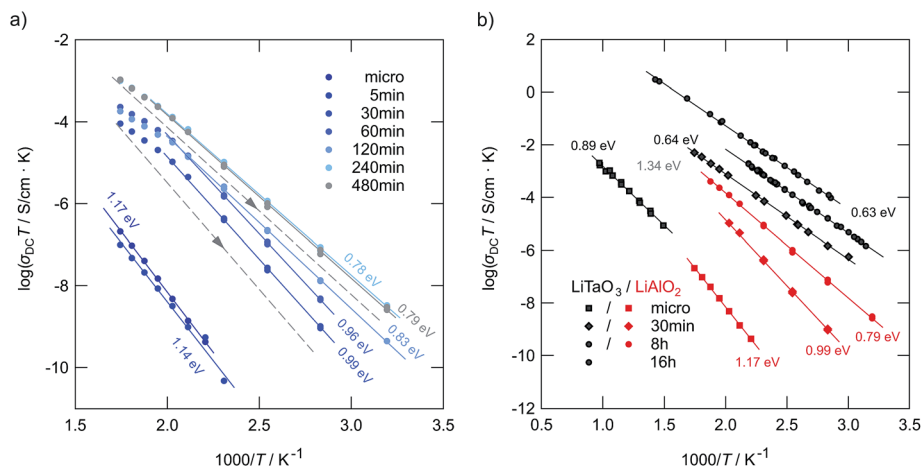 a)
-2
-4
-6
-8
-10
log(σDC T / S/cm · K)
micro
5min
30min
60min
120min
240min
480min
1.17 eV
1.14 eV
0.78 eV
0.79 eV
0.83 eV
0.96 eV
0.99 eV
1.5
2.0
2.5
3.0
3.5
1000/T / K⁻¹
b)
2
0
-2
-4
-6
-8
-10
-12
log(σDC T / S/cm · K)
0.89 eV
0.64 eV
1.34 eV
0.63 eV
LiTaO₃ / LiAlO₂
/ micro
/ 30min
/ 8h
16h
1.17 eV
0.99 eV
0.79 eV
0.5
1.0
1.5
2.0
2.5
3.0
3.5
1000/T / K⁻¹